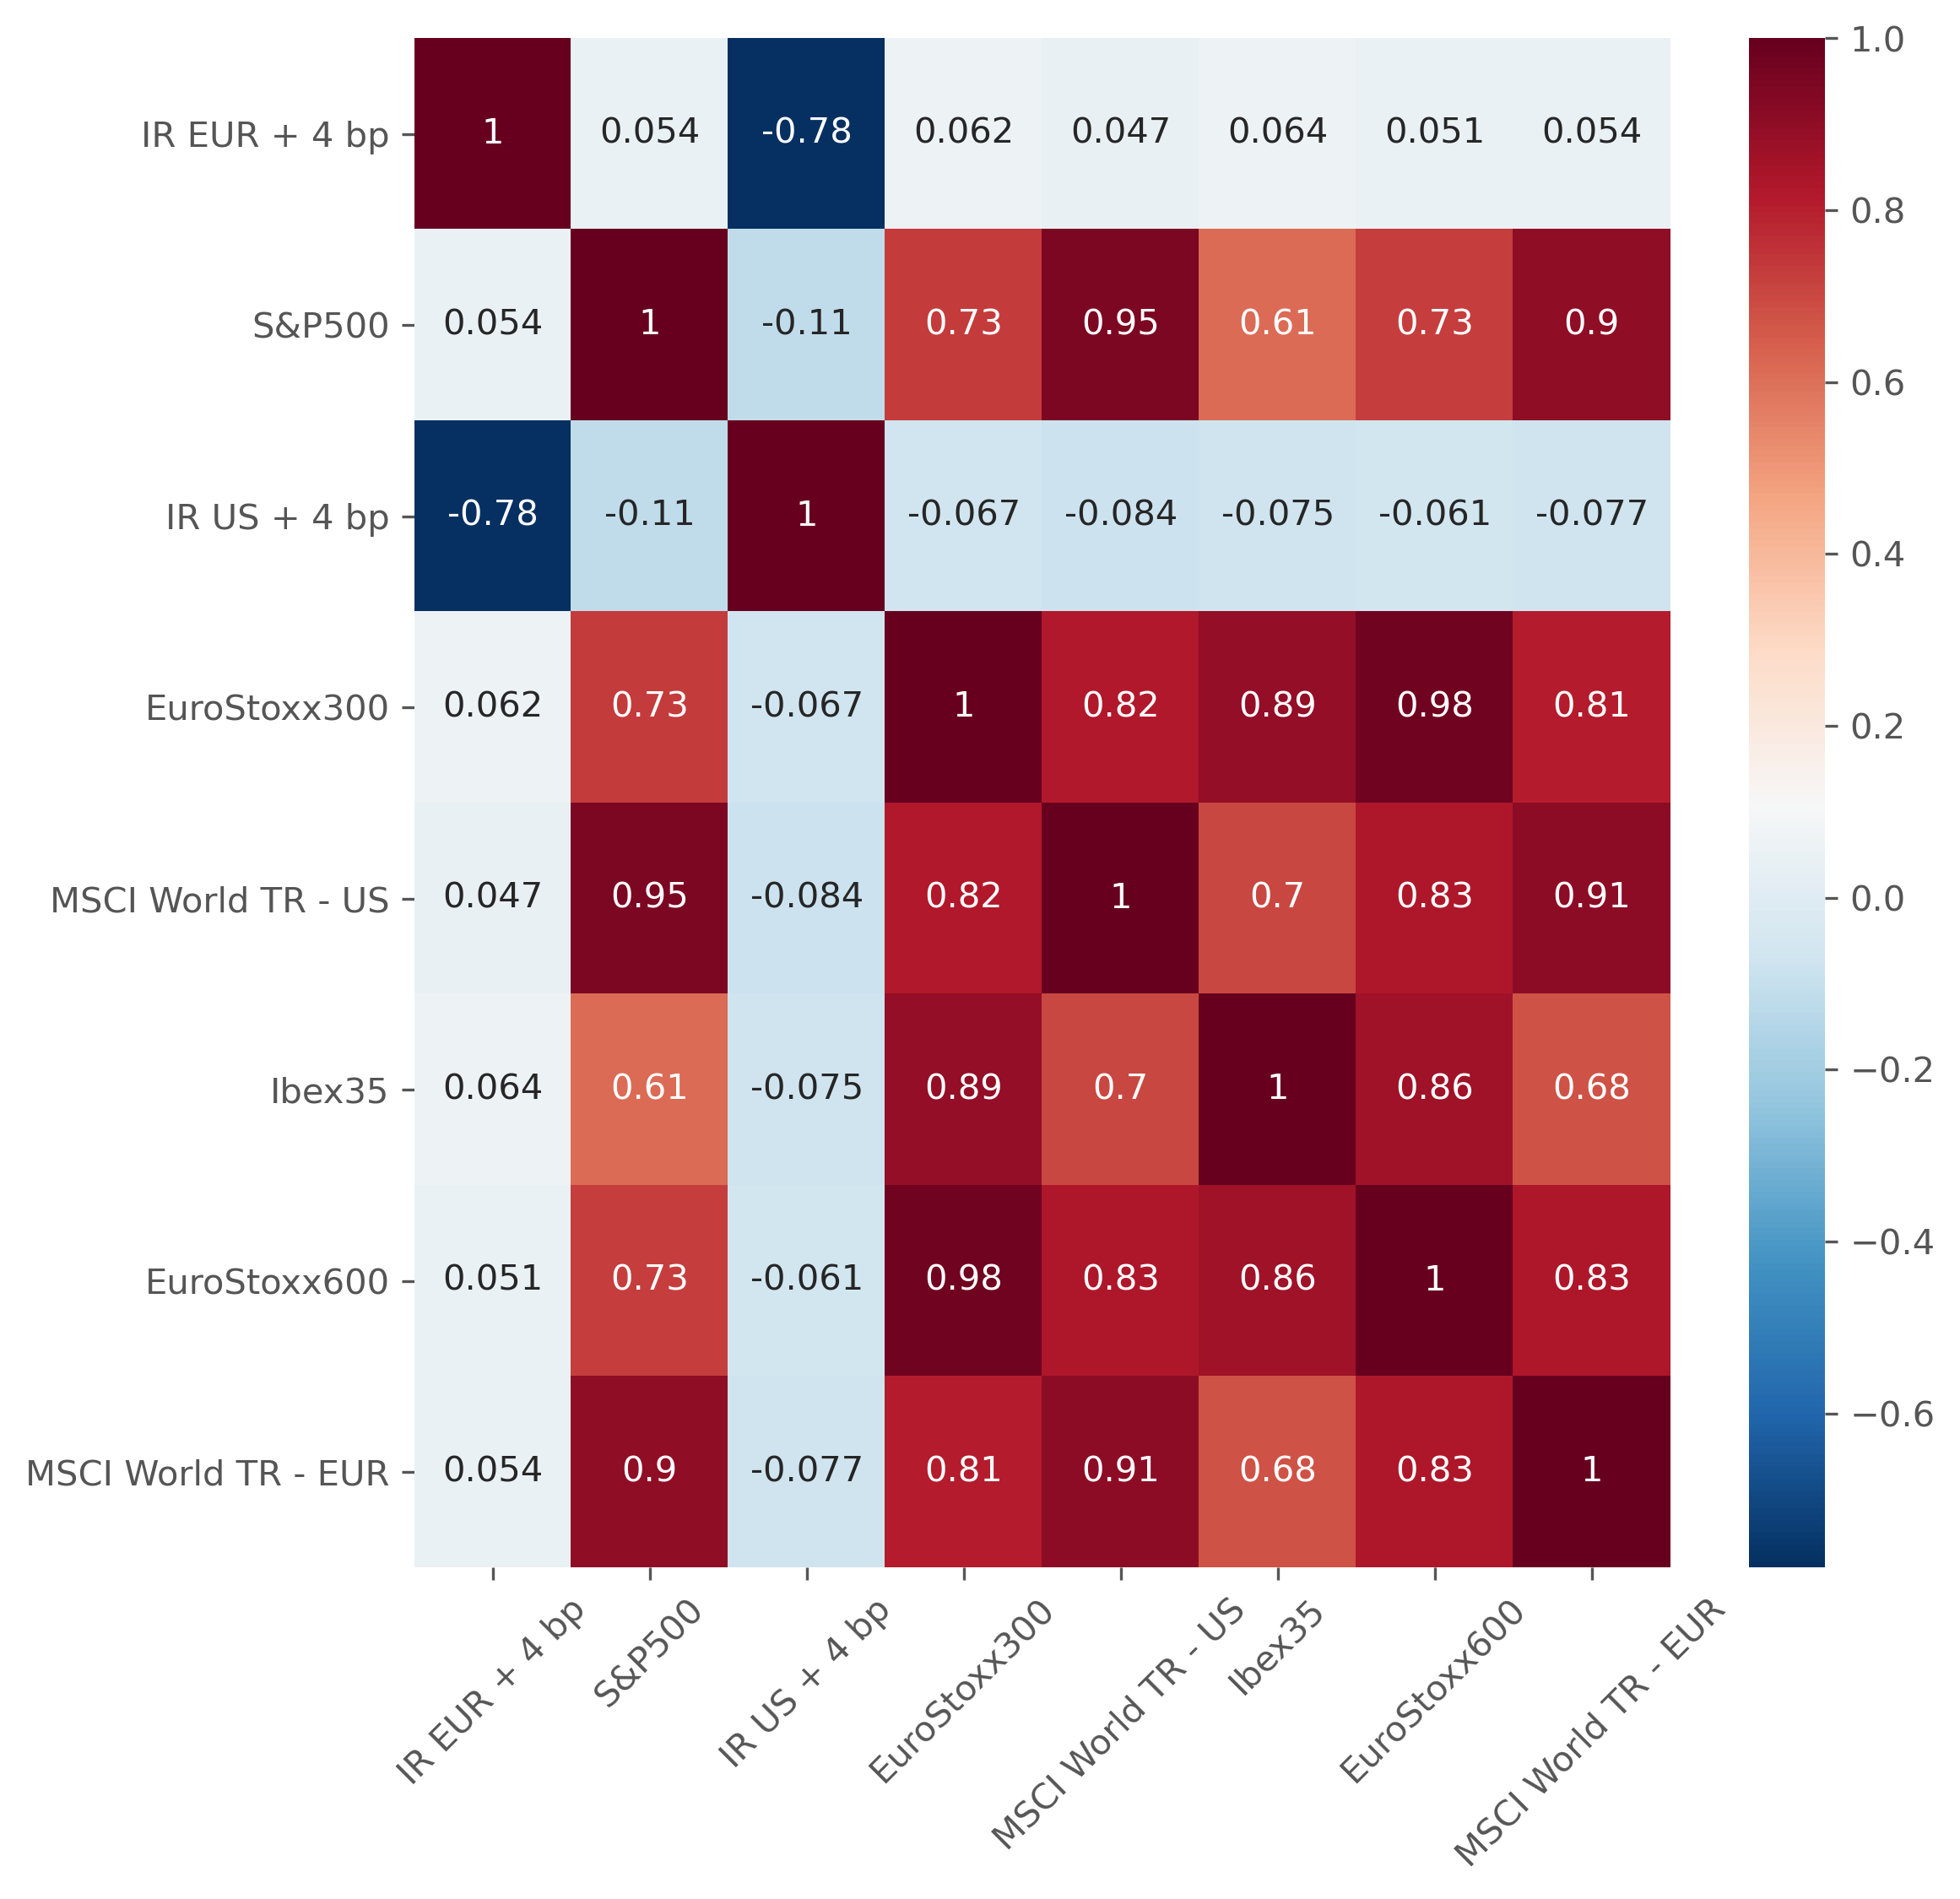 IR EUR + 4 bp 1 0.054 -0.78 0.062 0.047 0.064 0.051 0.054
S&P500 0.054 1 -0.11 0.73 0.95 0.61 0.73 0.9
IR US + 4 bp -0.78 -0.11 1 -0.067 -0.084 -0.075 -0.061 -0.077
EuroStoxx300 0.062 0.73 -0.067 1 0.82 0.89 0.98 0.81
MSCI World TR - US 0.047 0.95 -0.084 0.82 1 0.7 0.83 0.91
Ibex35 0.064 0.61 -0.075 0.89 0.7 1 0.86 0.68
EuroStoxx600 0.051 0.73 -0.061 0.98 0.83 0.86 1 0.83
MSCI World TR - EUR 0.054 0.9 -0.077 0.81 0.91 0.68 0.83 1
IR EUR + 4 bp
S&P500
IR US + 4 bp
EuroStoxx300
MSCI World TR - US
Ibex35
EuroStoxx600
MSCI World TR - EUR
1.0
0.8
0.6
0.4
0.2
0.0
−0.2
−0.4
−0.6